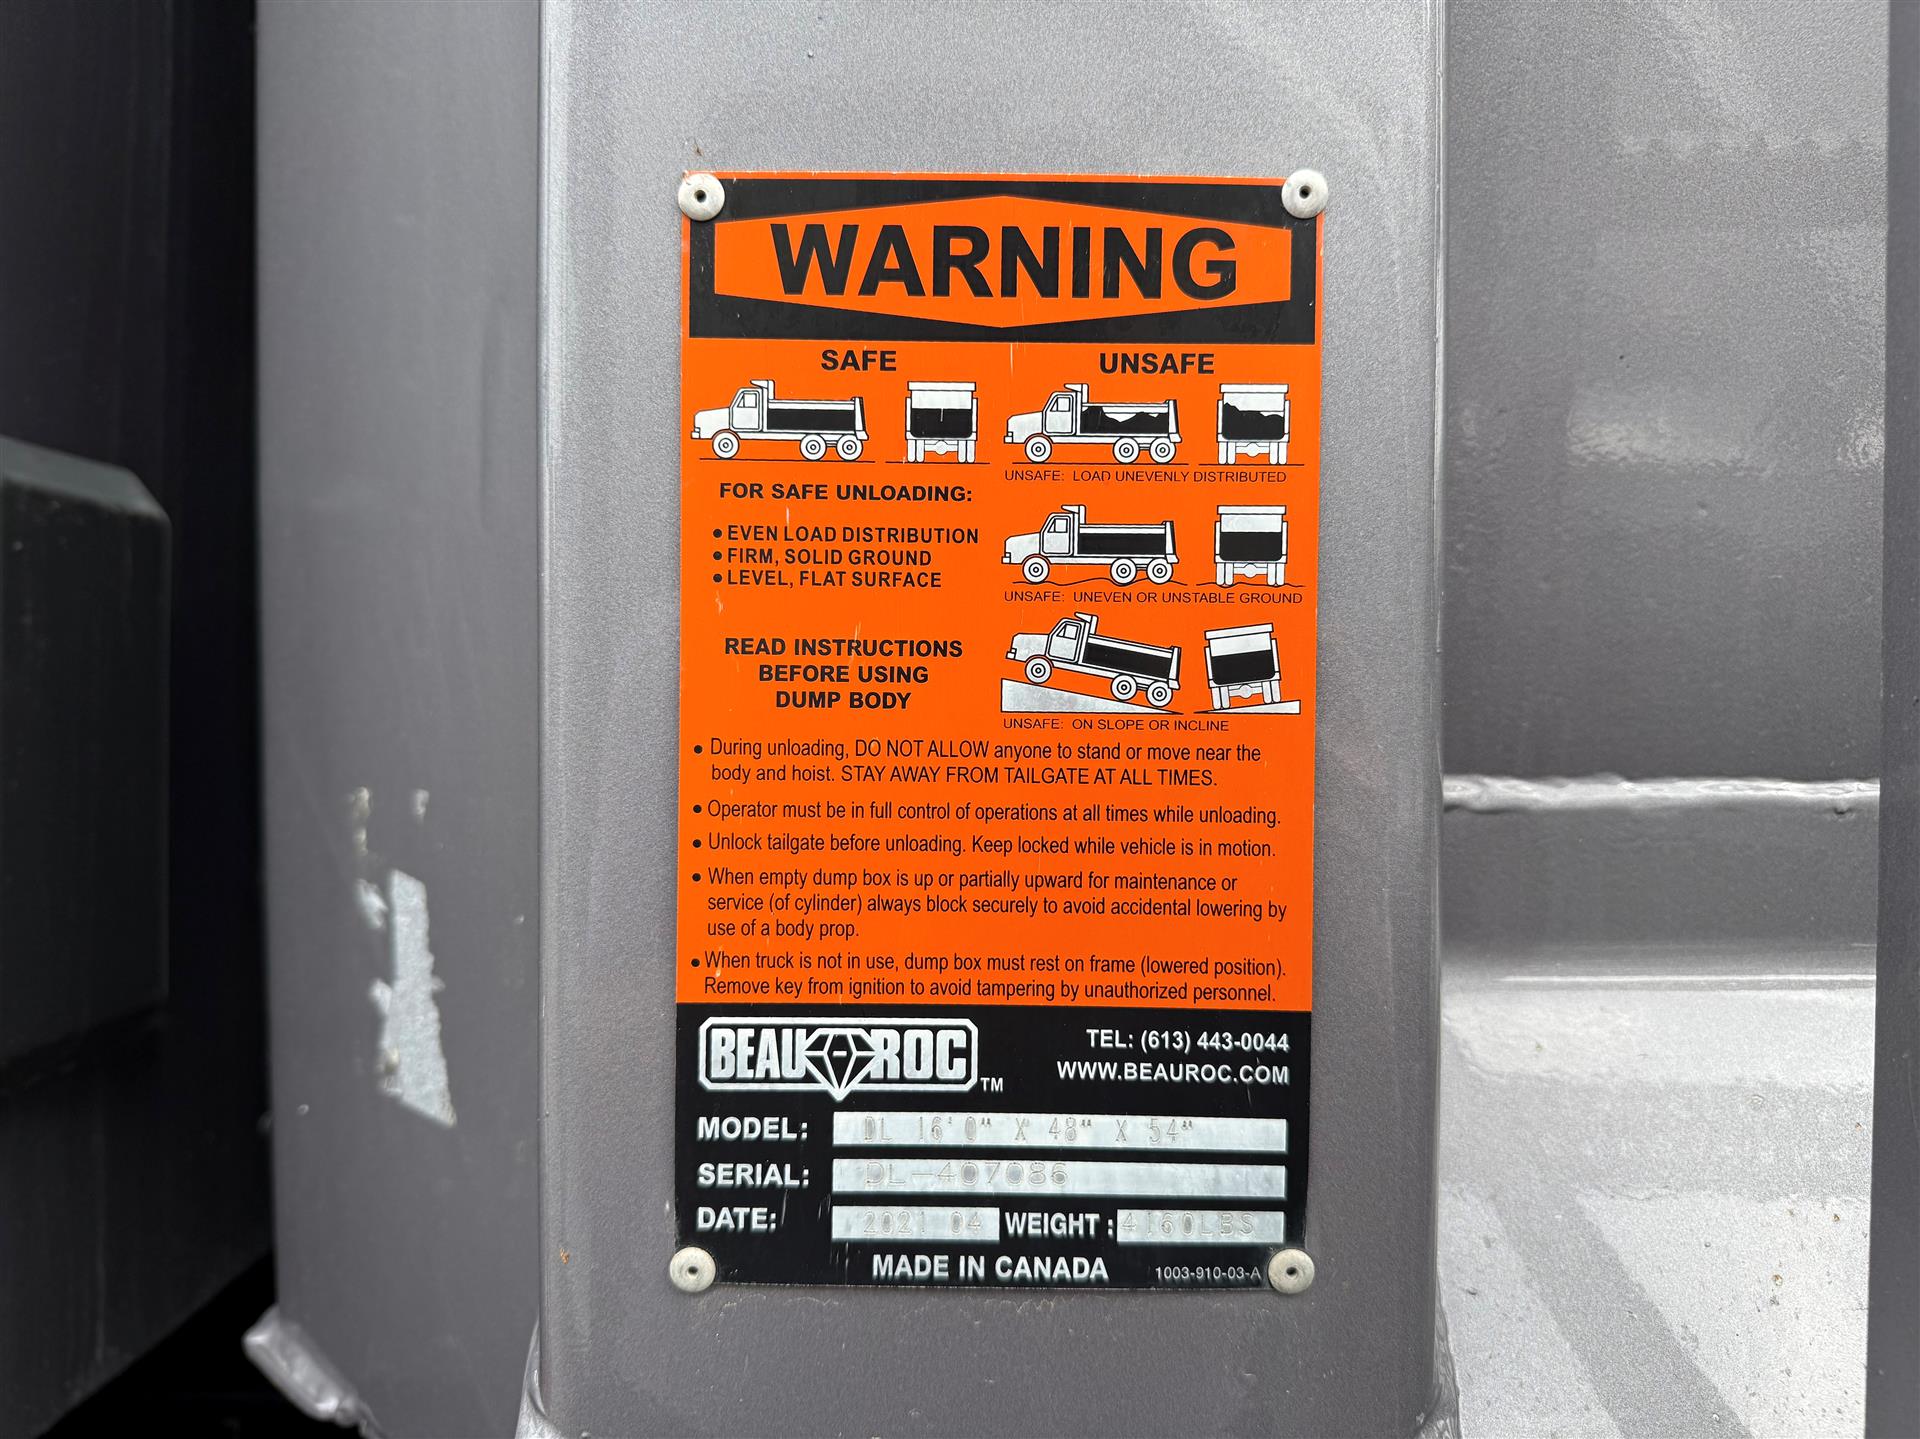 WARNING
SAFE
UNSAFE
UNSAFE: LOAD UNEVENLY DISTRIBUTED
FOR SAFE UNLOADING:
• EVEN LOAD DISTRIBUTION
• FIRM, SOLID GROUND
• LEVEL, FLAT SURFACE
UNSAFE: UNEVEN OR UNSTABLE GROUND
READ INSTRUCTIONS
BEFORE USING
DUMP BODY
UNSAFE: ON SLOPE OR INCLINE
• During unloading, DO NOT ALLOW anyone to stand or move near the
body and hoist. STAY AWAY FROM TAILGATE AT ALL TIMES.
• Operator must be in full control of operations at all times while unloading.
• Unlock tailgate before unloading. Keep locked while vehicle is in motion.
• When empty dump box is up or partially upward for maintenance or
service (of cylinder) always block securely to avoid accidental lowering by
use of a body prop.
• When truck is not in use, dump box must rest on frame (lowered position).
Remove key from ignition to avoid tampering by unauthorized personnel.
BEAU ROC TM
TEL: (613) 443-0044
WWW.BEAUROC.COM
MODEL: DL 16'0" X 48" X 54"
SERIAL: DL-407086
DATE: 2021 04 WEIGHT: 4160LBS
MADE IN CANADA 1003-910-03-A